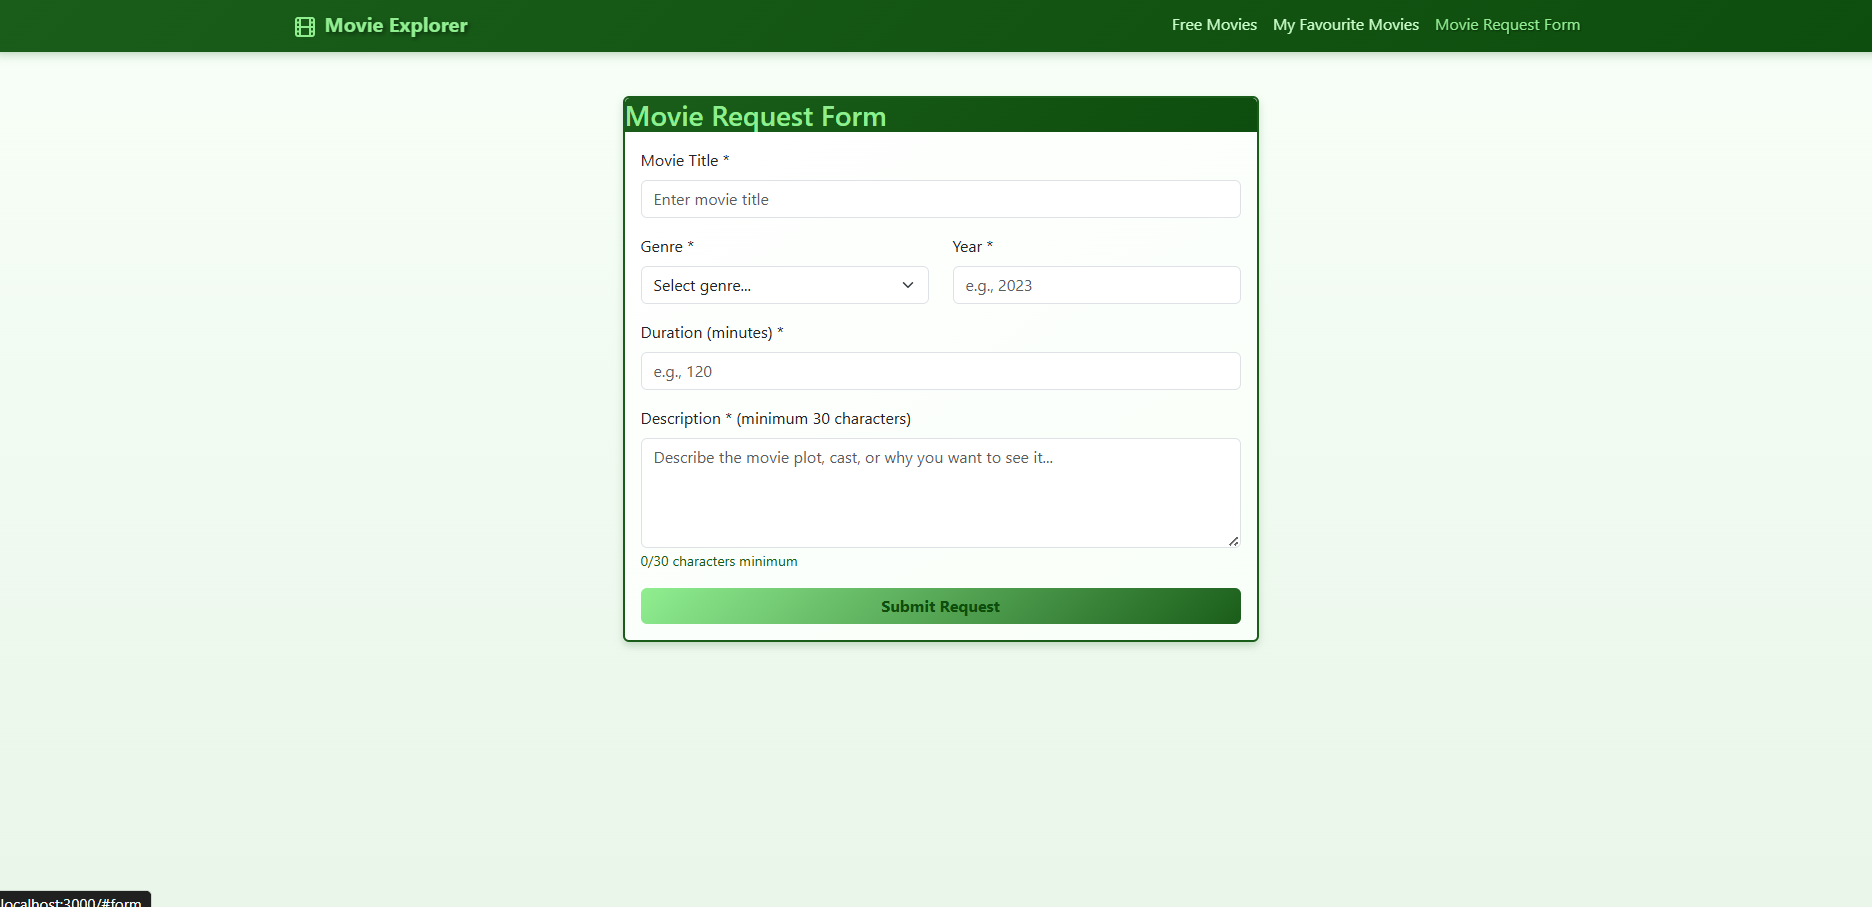 Movie Explorer
Free Movies My Favourite Movies Movie Request Form
Movie Request Form
Movie Title *
Enter movie title
Genre * Year *
Select genre... e.g., 2023
Duration (minutes) *
e.g., 120
Description * (minimum 30 characters)
Describe the movie plot, cast, or why you want to see it...
0/30 characters minimum
Submit Request
localhost:3000/#form